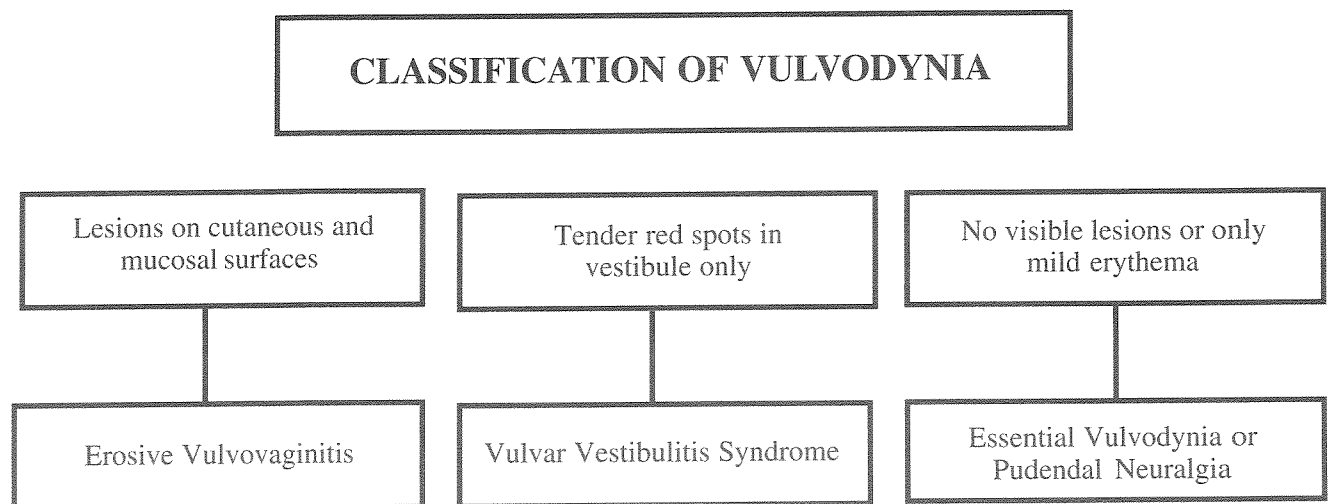 CLASSIFICATION OF VULVODYNIA
Lesions on cutaneous and
mucosal surfaces
Tender red spots in
vestibule only
No visible lesions or only
mild erythema
Erosive Vulvovaginitis
Vulvar Vestibulitis Syndrome
Essential Vulvodynia or
Pudendal Neuralgia